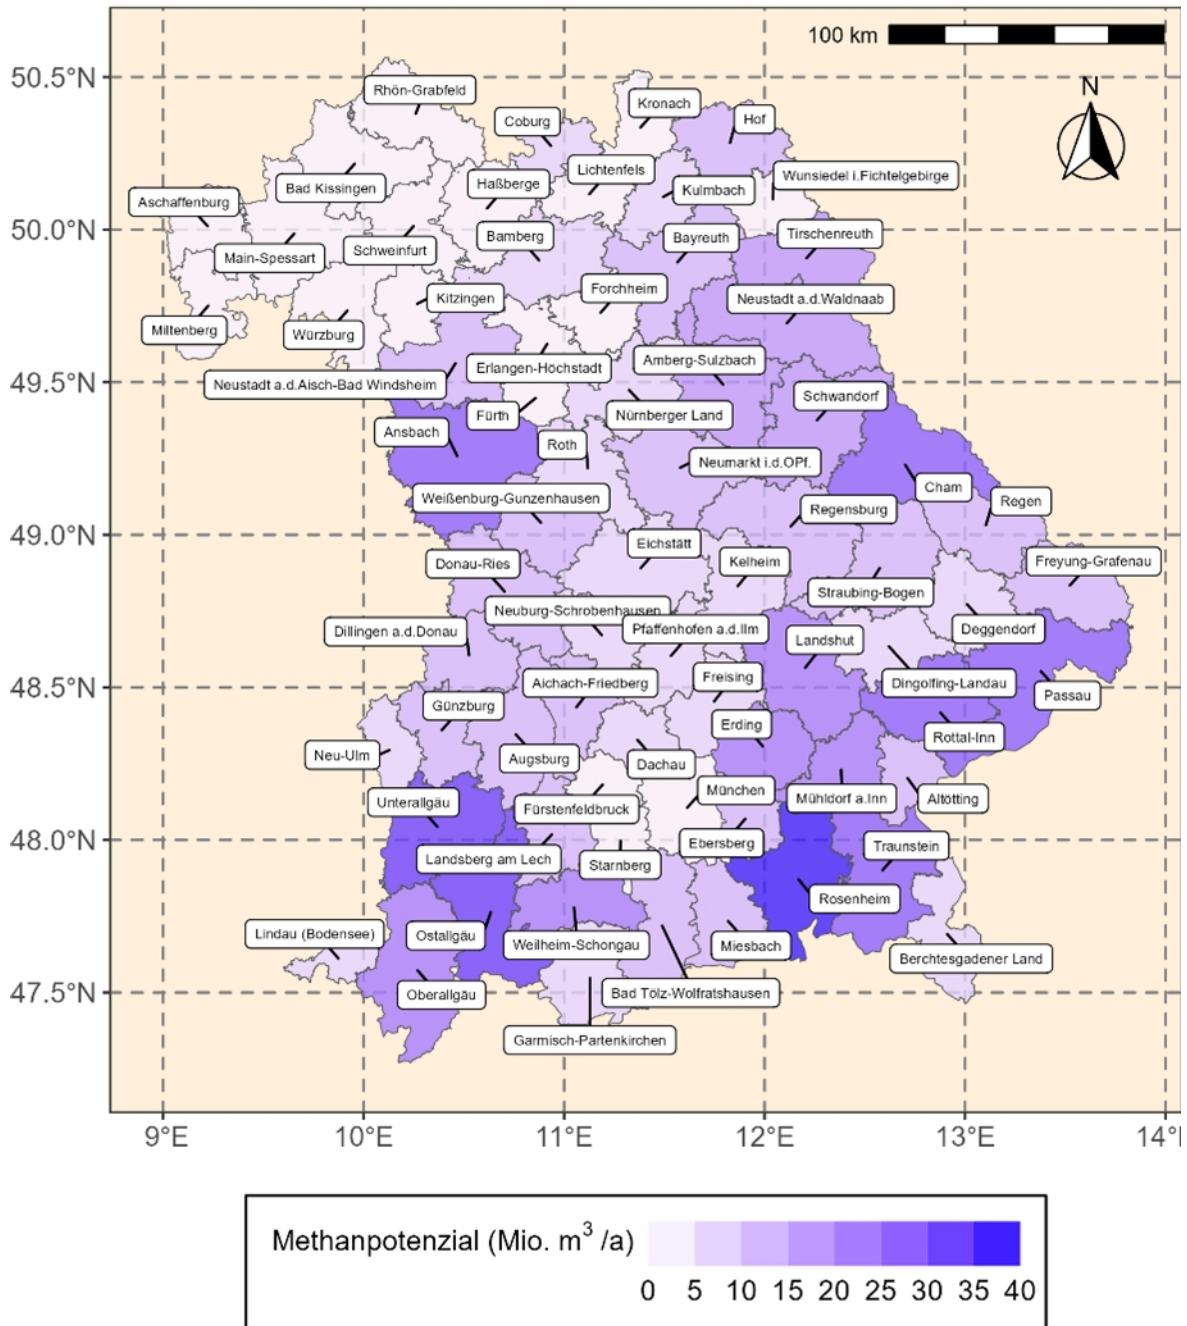 100 km
50.5°N
50.0°N
49.5°N
49.0°N
48.5°N
48.0°N
47.5°N
N
Rhön-Grabfeld
Kronach
Coburg
Hof
Lichtenfels
Wunsiedel i.Fichtelgebirge
Bad Kissingen
Haßberge
Kulmbach
Aschaffenburg
Main-Spessart
Schweinfurt
Bamberg
Bayreuth
Tirschenreuth
Forchheim
Kitzingen
Neustadt a.d.Waldnaab
Miltenberg
Würzburg
Erlangen-Höchstadt
Amberg-Sulzbach
Neustadt a.d.Aisch-Bad Windsheim
Schwandorf
Fürth
Nürnberger Land
Ansbach
Roth
Neumarkt i.d.OPf.
Cham
Regen
Weißenburg-Gunzenhausen
Regensburg
Eichstätt
Donau-Ries
Kelheim
Freyung-Grafenau
Straubing-Bogen
Neuburg-Schrobenhausen
Dillingen a.d.Donau
Pfaffenhofen a.d.Ilm
Landshut
Deggendorf
Aichach-Friedberg
Freising
Dingolfing-Landau
Passau
Günzburg
Erding
Rottal-Inn
Neu-Ulm
Augsburg
Dachau
München
Mühldorf a.Inn
Altötting
Unterallgäu
Fürstenfeldbruck
Ebersberg
Traunstein
Landsberg am Lech
Starnberg
Rosenheim
Lindau (Bodensee)
Ostallgäu
Weilheim-Schongau
Miesbach
Berchtesgadener Land
Oberallgäu
Bad Tölz-Wolfratshausen
Garmisch-Partenkirchen
9°E 10°E 11°E 12°E 13°E 14°
Methanpotenzial (Mio. m³ /a)
0 5 10 15 20 25 30 35 40